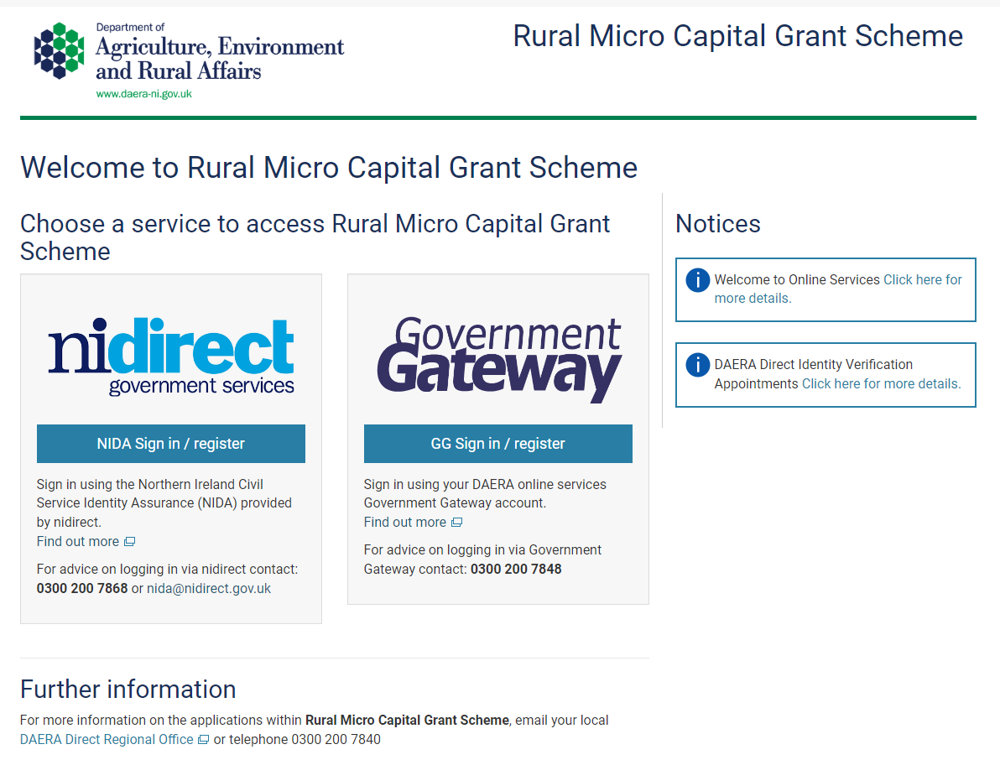 Department of
Agriculture, Environment
and Rural Affairs
www.daera-ni.gov.uk
Rural Micro Capital Grant Scheme
Welcome to Rural Micro Capital Grant Scheme
Choose a service to access Rural Micro Capital Grant
Scheme
nidirect
government services
NIDA Sign in / register
Sign in using the Northern Ireland Civil
Service Identity Assurance (NIDA) provided
by nidirect.
Find out more
For advice on logging in via nidirect contact:
0300 200 7868 or nida@nidirect.gov.uk
Government
Gateway
GG Sign in / register
Sign in using your DAERA online services
Government Gateway account.
Find out more
For advice on logging in via Government
Gateway contact: 0300 200 7848
Notices
i
Welcome to Online Services Click here for
more details.
i
DAERA Direct Identity Verification
Appointments Click here for more details.
Further information
For more information on the applications within Rural Micro Capital Grant Scheme, email your local
DAERA Direct Regional Office or telephone 0300 200 7840